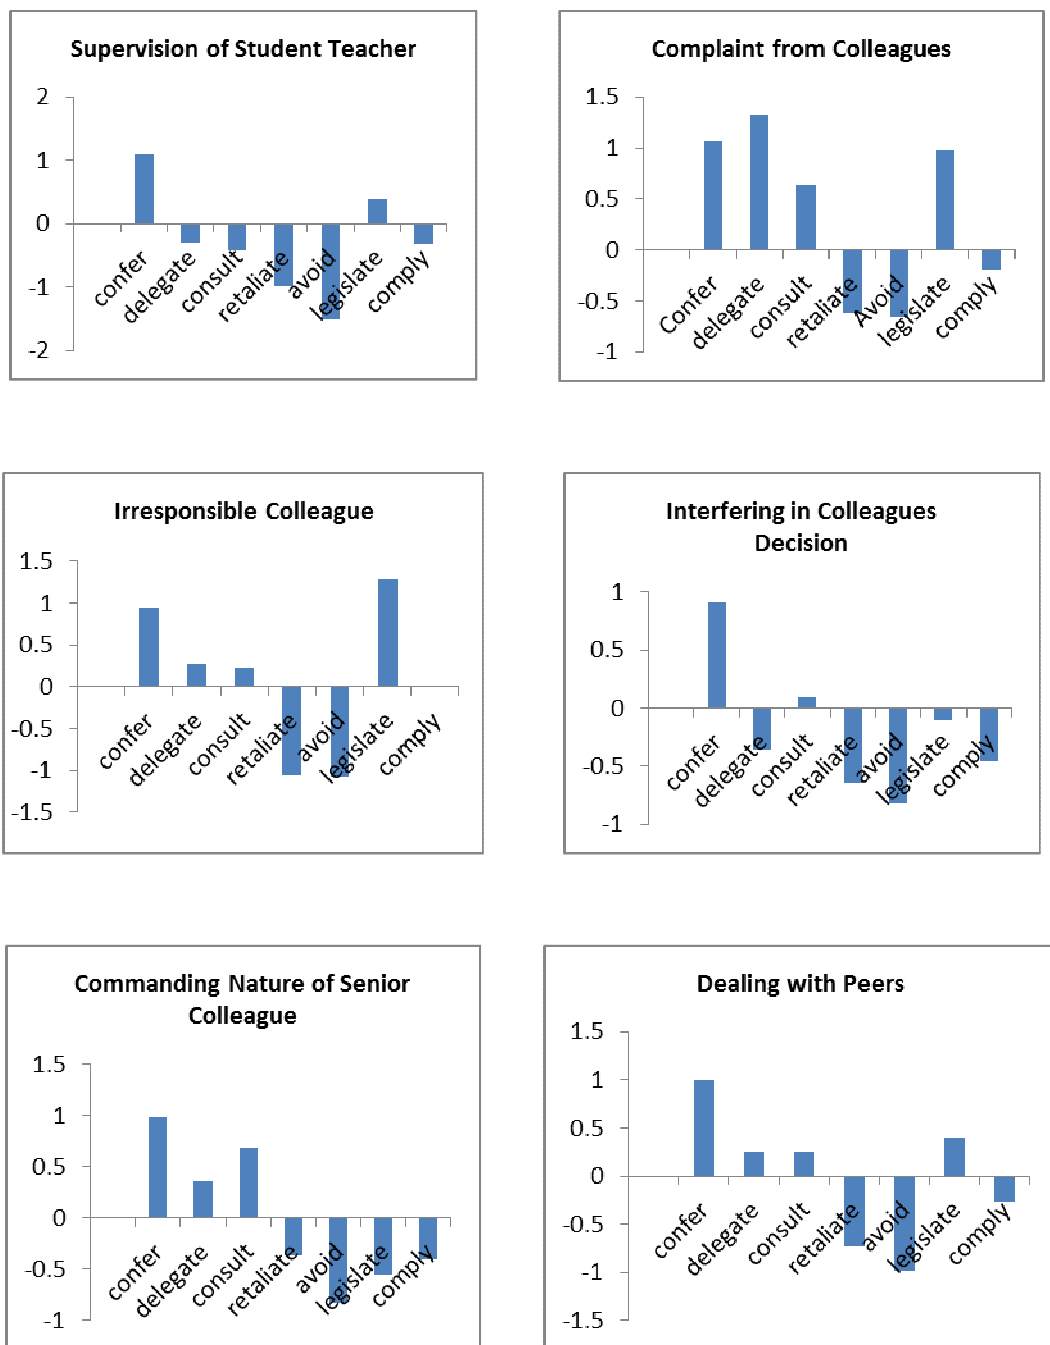 Supervision of Student Teacher
2
1
0
-1
-2
confer
delegate
consult
retaliate
avoid
legislate
comply
Complaint from Colleagues
1.5
1
0.5
0
-0.5
-1
Confer
delegate
consult
retaliate
Avoid
legislate
comply
Irresponsible Colleague
1.5
1
0.5
0
-0.5
-1
-1.5
confer
delegate
consult
retaliate
avoid
legislate
comply
Interfering in Colleagues
Decision
1
0.5
0
-0.5
-1
confer
delegate
consult
retaliate
avoid
legislate
comply
Commanding Nature of Senior
Colleague
1.5
1
0.5
0
-0.5
-1
confer
delegate
consult
retaliate
avoid
legislate
comply
Dealing with Peers
1.5
1
0.5
0
-0.5
-1
-1.5
confer
delegate
consult
retaliate
avoid
legislate
comply